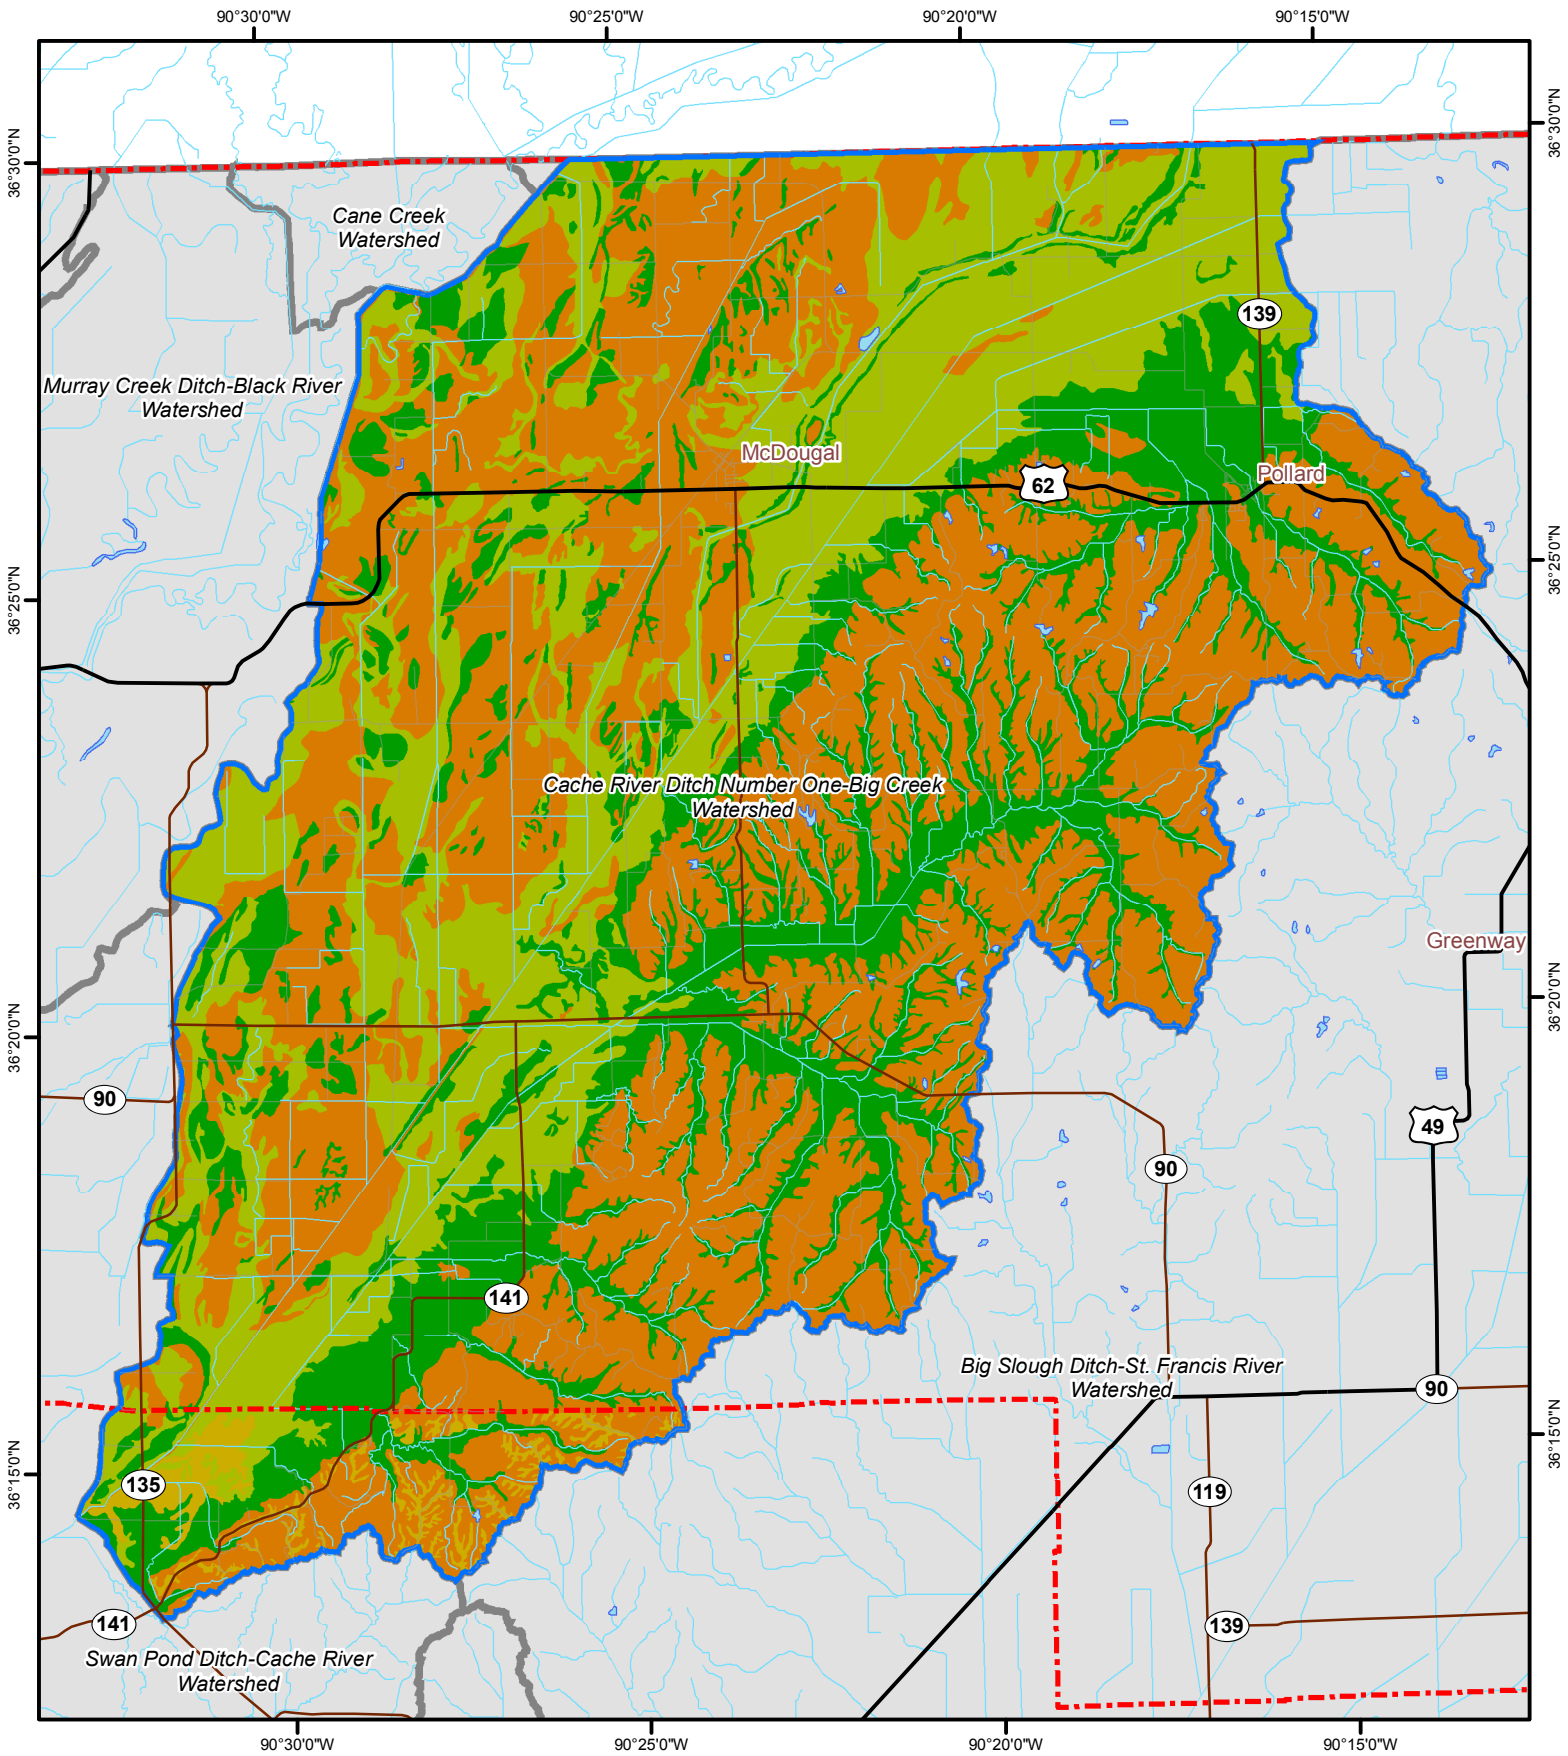 90°30'0"W
90°25'0"W
90°20'0"W
90°15'0"W
36°30'0"N
36°30'0"N
Cane Creek
Watershed
139
Murray Creek Ditch-Black River
Watershed
McDougal
Pollard
62
36°25'0"N
36°25'0"N
Cache River Ditch Number One-Big Creek
Watershed
Greenway
36°20'0"N
36°20'0"N
90
49
90
141
Big Slough Ditch-St. Francis River
Watershed
90
36°15'0"N
36°15'0"N
135
119
141
139
Swan Pond Ditch-Cache River
Watershed
90°30'0"W
90°25'0"W
90°20'0"W
90°15'0"W